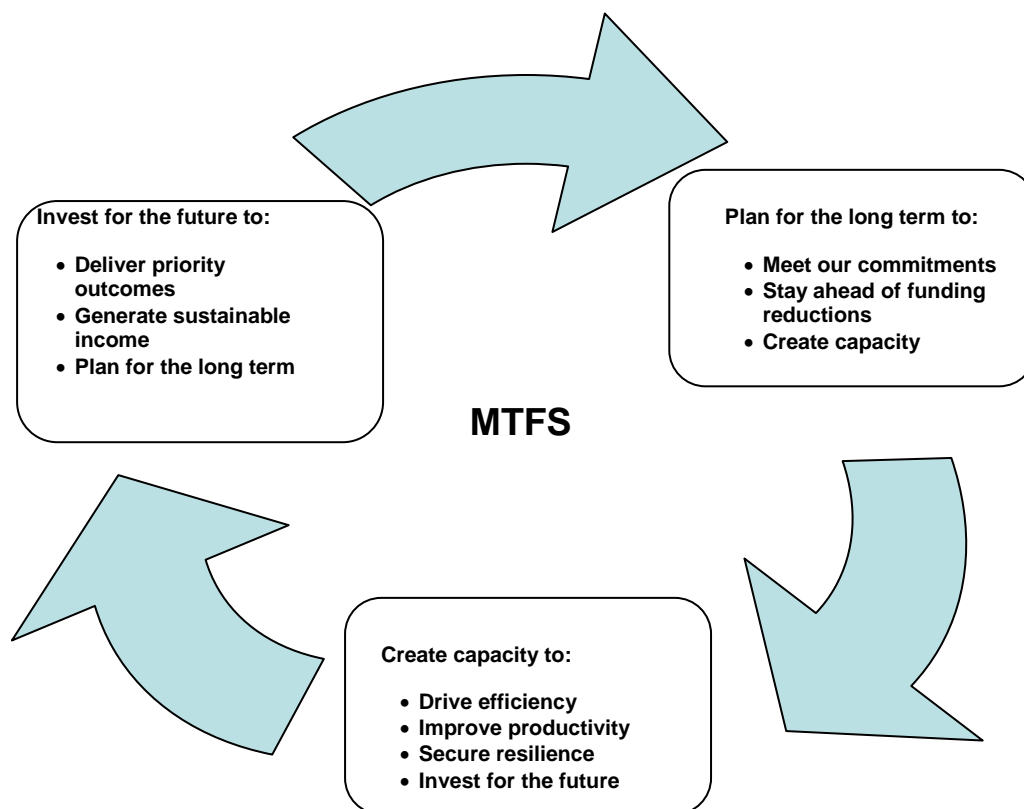 Invest for the future to:
• Deliver priority
outcomes
• Generate sustainable
income
• Plan for the long term
Plan for the long term to:
• Meet our commitments
• Stay ahead of funding
reductions
• Create capacity
MTFS
Create capacity to:
• Drive efficiency
• Improve productivity
• Secure resilience
• Invest for the future